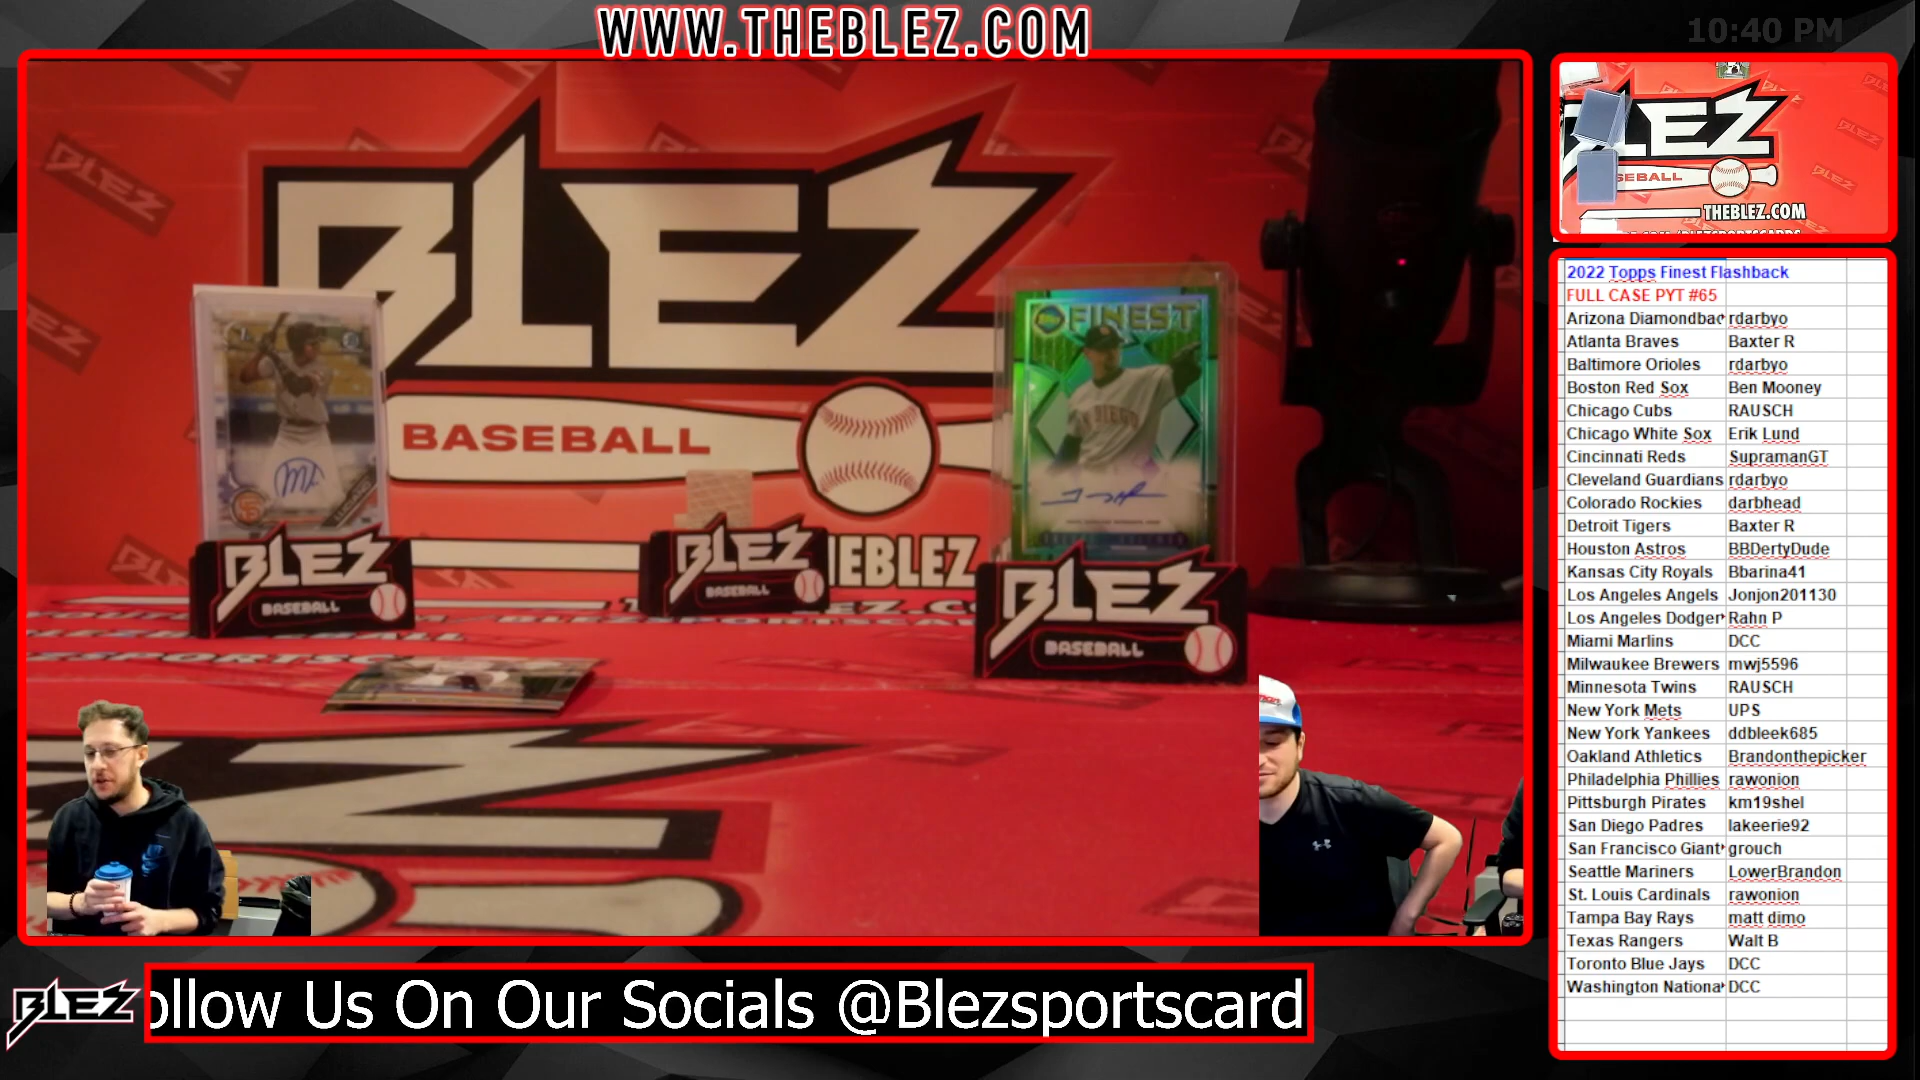 WWW.THEBLEZ.COM
10:40 PM
BLEZ
BASEBALL
FINEST
SAN DIEGO
BLEZ
BASEBALL
BLEZ
BASEBALL
HEBLEZ
BLEZ
BASEBALL
LEZ
SEBALL
THEBLEZ.COM
BLEZ
2022 Topps Finest Flashback
FULL CASE PYT #65
Arizona Diamondbac rdarbyo
Atlanta Braves Baxter R
Baltimore Orioles rdarbyo
Boston Red Sox Ben Mooney
Chicago Cubs RAUSCH
Chicago White Sox Erik Lund
Cincinnati Reds SupramanGT
Cleveland Guardians rdarbyo
Colorado Rockies darbhead
Detroit Tigers Baxter R
Houston Astros BBDertyDude
Kansas City Royals Bbarina41
Los Angeles Angels Jonjon201130
Los Angeles Dodger Rahn P
Miami Marlins DCC
Milwaukee Brewers mwj5596
Minnesota Twins RAUSCH
New York Mets UPS
New York Yankees ddbleek685
Oakland Athletics Brandonthepicker
Philadelphia Phillies rawonion
Pittsburgh Pirates km19shel
San Diego Padres lakeerie92
San Francisco Giant grouch
Seattle Mariners LowerBrandon
St. Louis Cardinals rawonion
Tampa Bay Rays matt dimo
Texas Rangers Walt B
Toronto Blue Jays DCC
Washington Nationa DCC
BLEZ
ollow Us On Our Socials @Blezsportscard